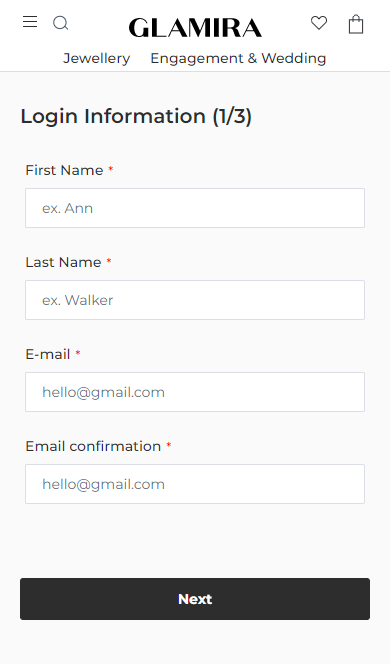 GLAMIRA
Jewellery Engagement & Wedding
Login Information (1/3)
First Name *
ex. Ann
Last Name *
ex. Walker
E-mail *
hello@gmail.com
Email confirmation *
hello@gmail.com
Next